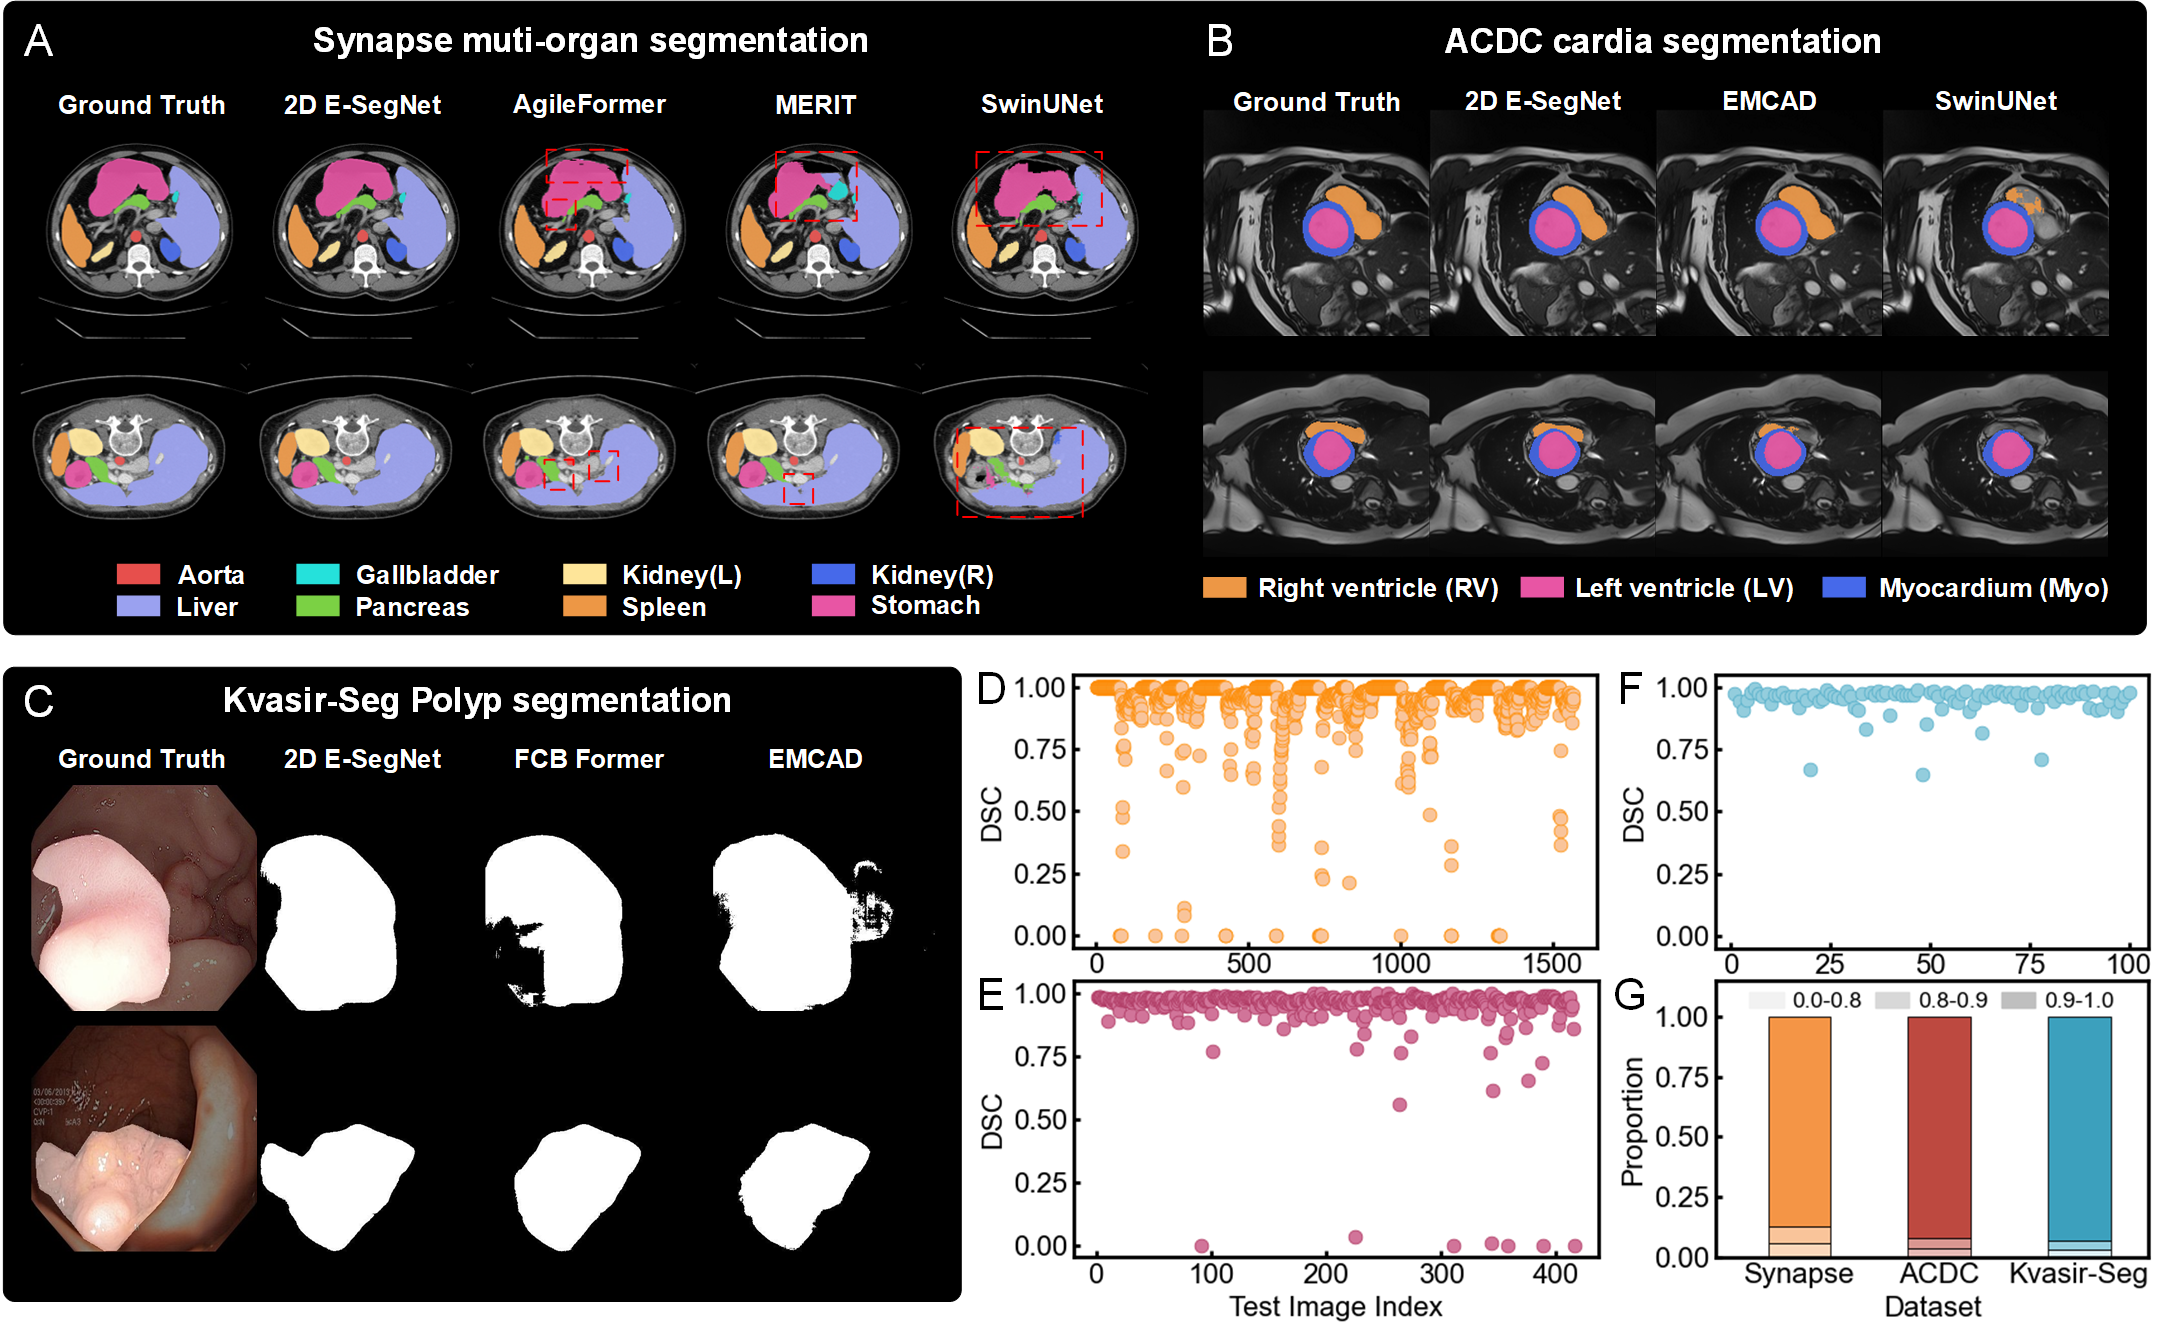 A
Synapse muti-organ segmentation
Ground Truth
2D E-SegNet
AgileFormer
MERIT
SwinUNet
Aorta
Gallbladder
Kidney(L)
Kidney(R)
Liver
Pancreas
Spleen
Stomach
B
ACDC cardia segmentation
Ground Truth
2D E-SegNet
EMCAD
SwinUNet
Right ventricle (RV)
Left ventricle (LV)
Myocardium (Myo)
C
Kvasir-Seg Polyp segmentation
Ground Truth
2D E-SegNet
FCB Former
EMCAD
CVP:1
D
1.00
0.75
0.50
0.25
0.00
DSC
0
500
1000
1500
E
1.00
0.75
0.50
0.25
0.00
DSC
0
100
200
300
400
Test Image Index
F
1.00
0.75
0.50
0.25
0.00
DSC
0
25
50
75
100
G
0.0-0.8
0.8-0.9
0.9-1.0
1.00
0.75
0.50
0.25
0.00
Proportion
Synapse
ACDC
Kvasir-Seg
Dataset